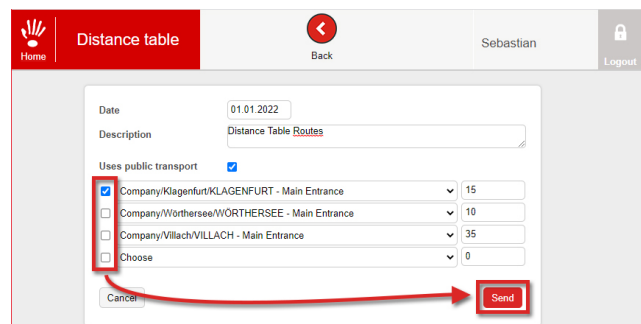 Home
Distance table
Back
Sebastian
Logout
Date 01.01.2022
Description Distance Table Routes
Uses public transport
Company/Klagenfurt/KLAGENFURT - Main Entrance 15
Company/Wörthersee/WÖRTHERSEE - Main Entrance 10
Company/Villach/VILLACH - Main Entrance 35
Choose 0
Cancel Send